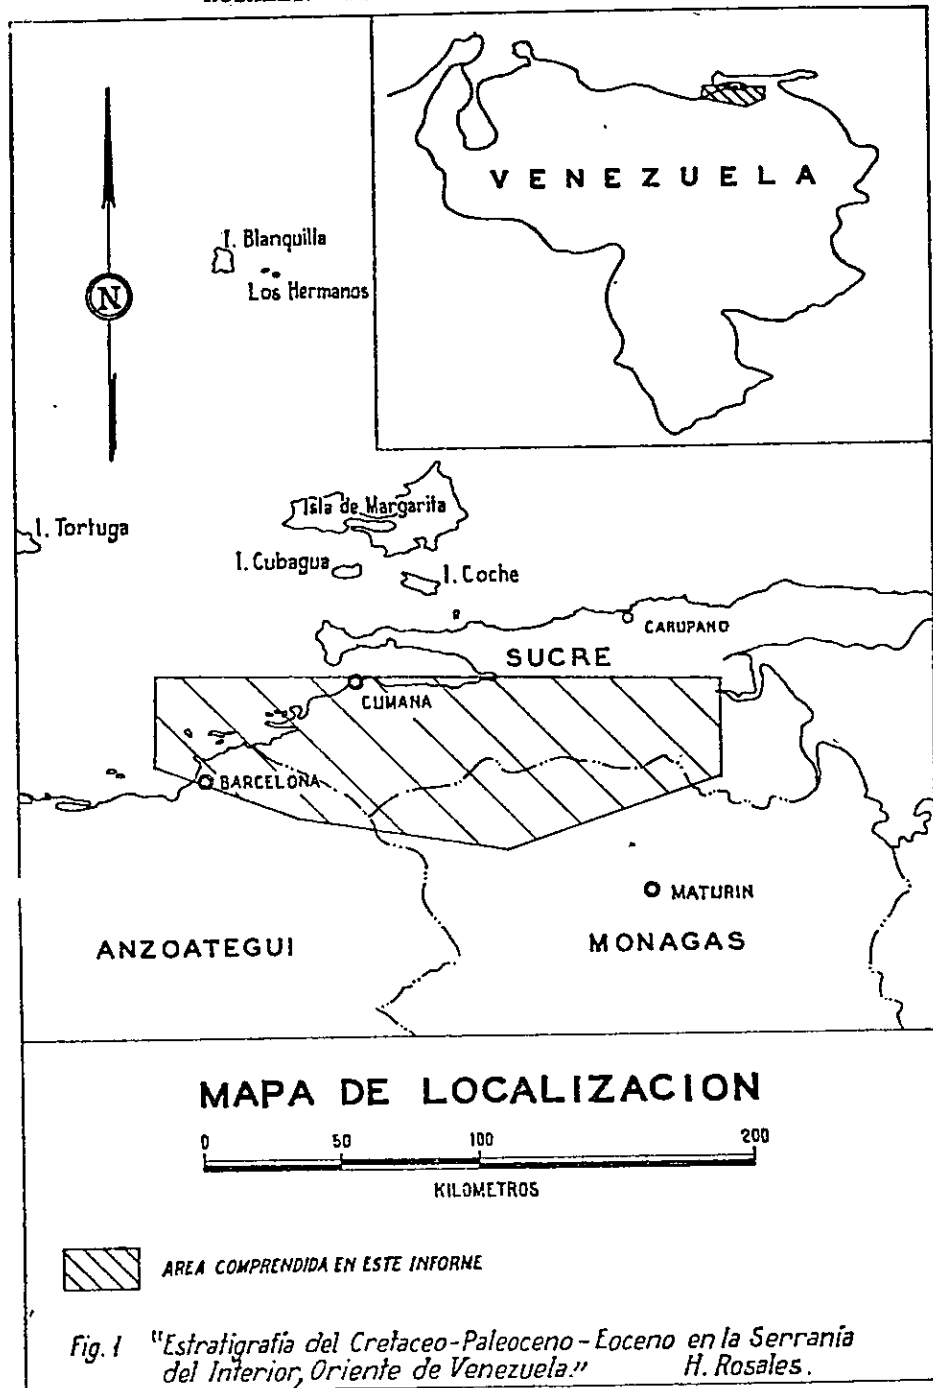 VENEZUELA
I. Blanquilla
Los Hermanos
N
Isla de Margarita
I. Tortuga
I. Cubagua
I. Coche
CARUPANO
SUCRE
CUMANA
BARCELONA
MATURIN
ANZOATEGUI
MONAGAS
MAPA DE LOCALIZACION
0 50 100 200
KILOMETROS
AREA COMPRENDIDA EN ESTE INFORME
Fig. 1 "Estratigrafía del Cretaceo-Paleoceno-Eoceno en la Serranía
del Interior, Oriente de Venezuela." H. Rosales.